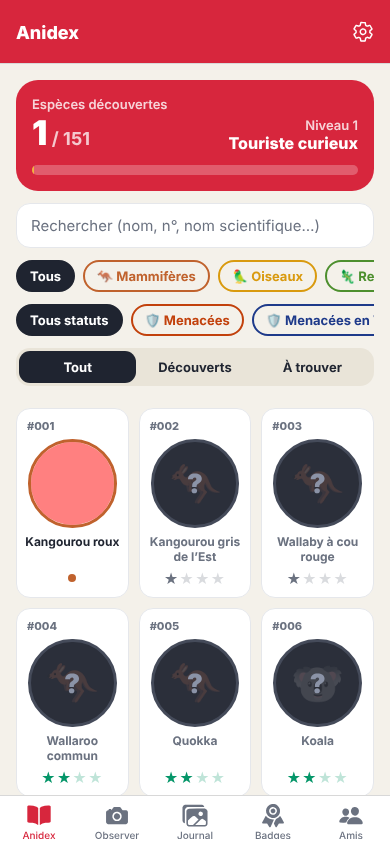 Anidex
Espèces découvertes
1 / 151
Niveau 1
Touriste curieux
Rechercher (nom, n°, nom scientifique...)
Tous
Mammifères
Oiseaux
Re
Tous statuts
Menacées
Menacées en
Tout
Découverts
À trouver
#001
#002
#003
?
?
Kangourou roux
Kangourou gris
de l'Est
Wallaby à cou
rouge
#004
#005
#006
?
?
?
Wallaroo
commun
Quokka
Koala
Anidex
Observer
Journal
Badges
Amis